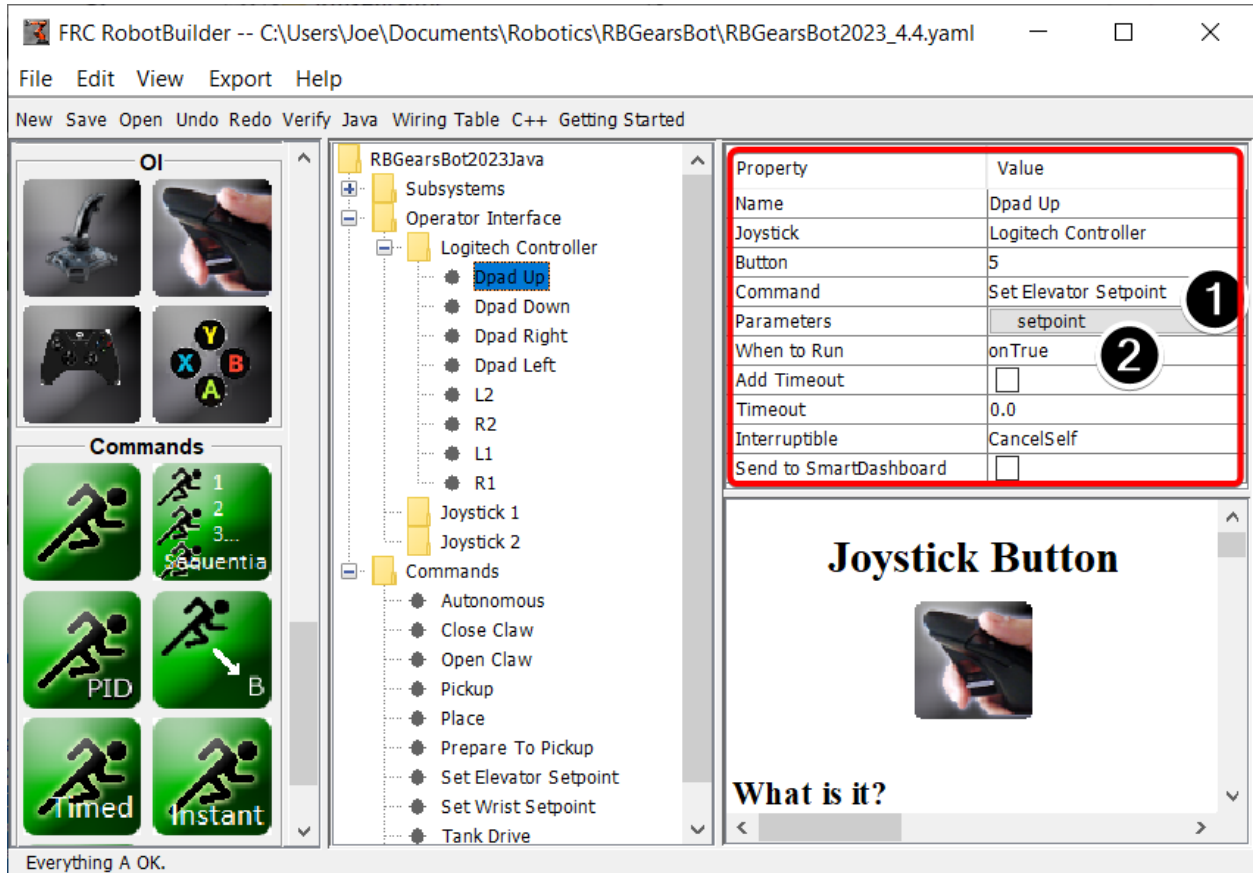 FRC RobotBuilder -- C:\Users\Joe\Documents\Robotics\RBGearsBot\RBGearsBot2023_4.4.yaml
File Edit View Export Help
New Save Open Undo Redo Verify Java Wiring Table C++ Getting Started
OI
Y
X B
A
Commands
1
2
3...
Sequentia
PID
B
Timed
Instant
RBGearsBot2023Java
Subsystems
Operator Interface
Logitech Controller
Dpad Up
Dpad Down
Dpad Right
Dpad Left
L2
R2
L1
R1
Joystick 1
Joystick 2
Commands
Autonomous
Close Claw
Open Claw
Pickup
Place
Prepare To Pickup
Set Elevator Setpoint
Set Wrist Setpoint
Tank Drive
Property Value
Name Dpad Up
Joystick Logitech Controller
Button 5
Command Set Elevator Setpoint
1
Parameters setpoint
When to Run onTrue
2
Add Timeout
Timeout 0.0
Interruptible CancelSelf
Send to SmartDashboard
Joystick Button
What is it?
Everything A OK.